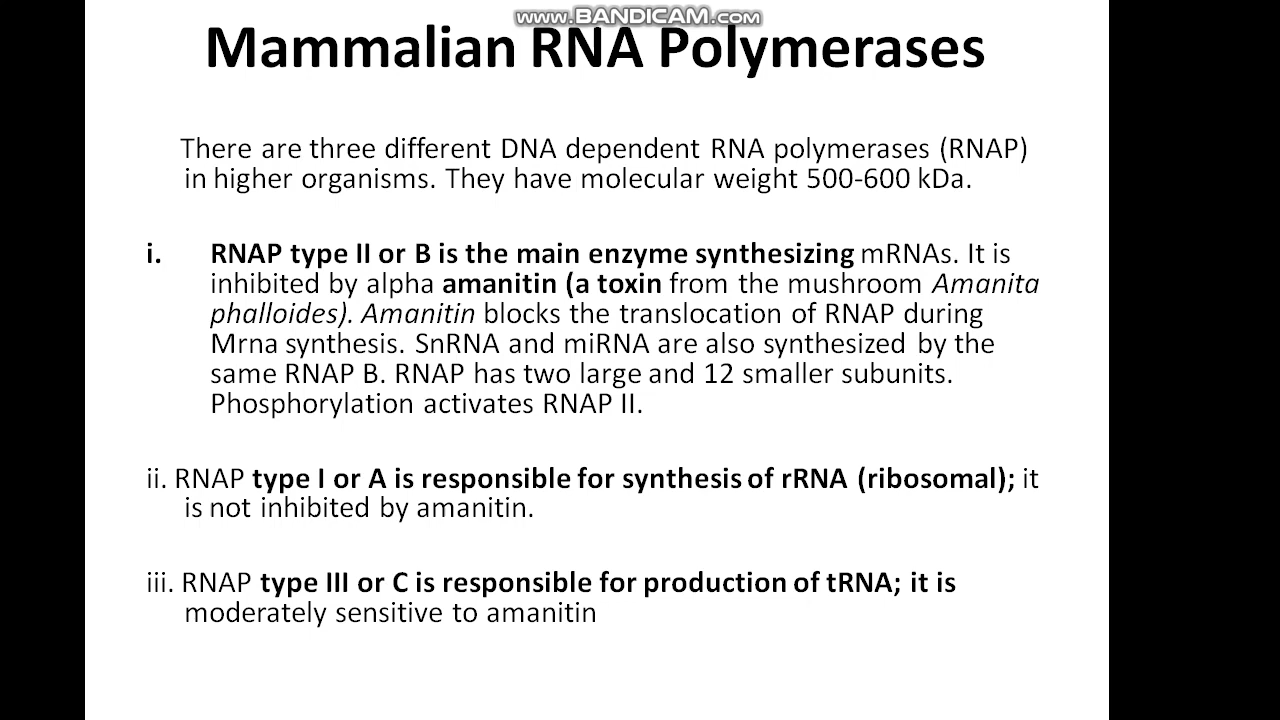 www.BANDICAM.com
Mammalian RNA Polymerases
There are three different DNA dependent RNA polymerases (RNAP)
in higher organisms. They have molecular weight 500-600 kDa.
i. RNAP type II or B is the main enzyme synthesizing mRNAs. It is
inhibited by alpha amanitin (a toxin from the mushroom Amanita
phalloides). Amanitin blocks the translocation of RNAP during
Mrna synthesis. SnRNA and miRNA are also synthesized by the
same RNAP B. RNAP has two large and 12 smaller subunits.
Phosphorylation activates RNAP II.
ii. RNAP type I or A is responsible for synthesis of rRNA (ribosomal); it
is not inhibited by amanitin.
iii. RNAP type III or C is responsible for production of tRNA; it is
moderately sensitive to amanitin